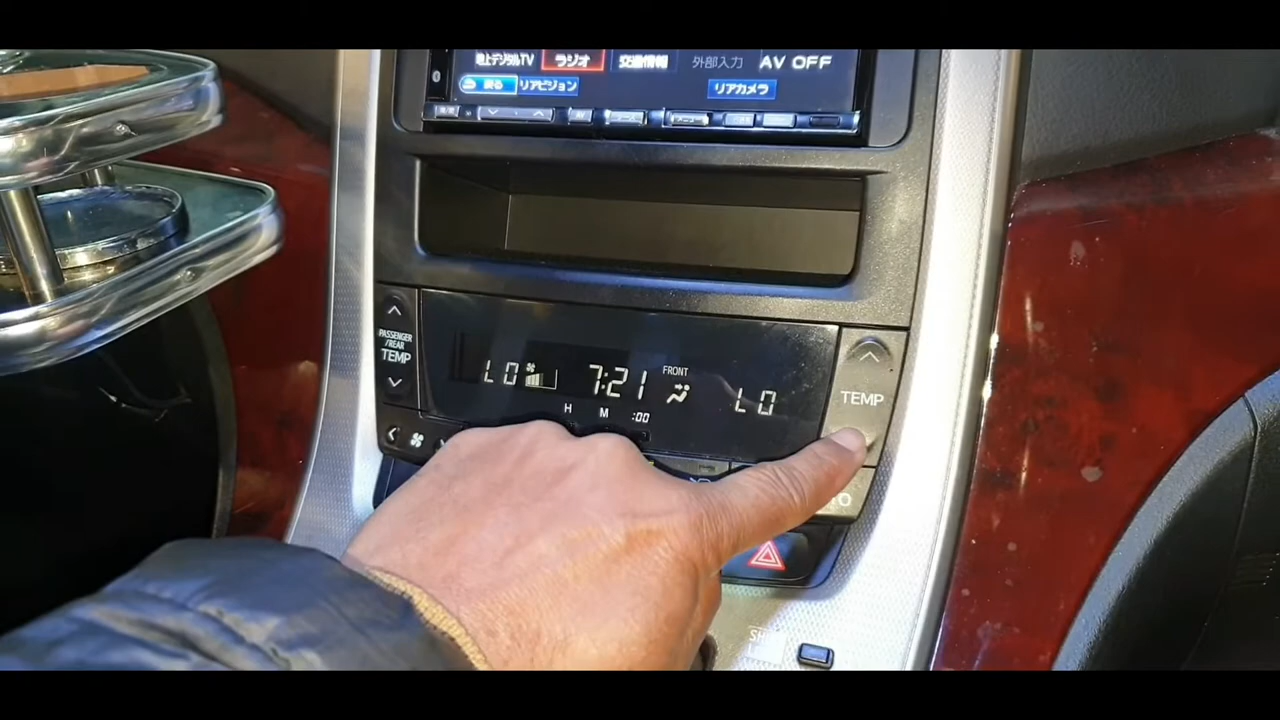 地上デジタルTV ラジオ 交通情報 外部入力 AV OFF
戻る リアビジョン リアカメラ
PASSENGER
/REAR
TEMP
LO 7:21 FRONT LO
H M :00
TEMP